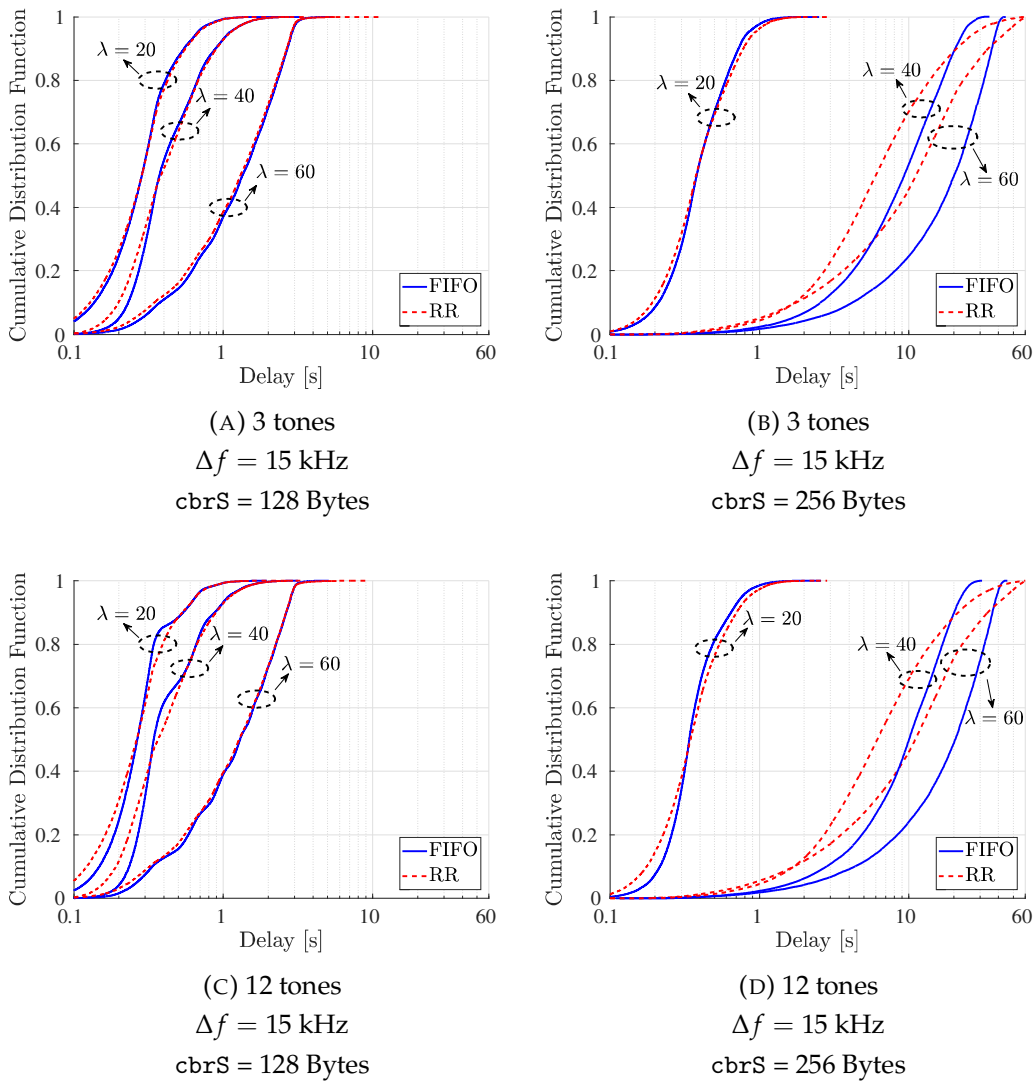 Cumulative Distribution Function
1
0.8
0.6
0.4
0.2
0
λ = 20
λ = 40
λ = 60
FIFO
RR
0.1
1
10
60
Delay [s]
(A) 3 tones
Δf = 15 kHz
cbrS = 128 Bytes
Cumulative Distribution Function
1
0.8
0.6
0.4
0.2
0
λ = 20
λ = 40
λ = 60
FIFO
RR
0.1
1
10
60
Delay [s]
(B) 3 tones
Δf = 15 kHz
cbrS = 256 Bytes
Cumulative Distribution Function
1
0.8
0.6
0.4
0.2
0
λ = 20
λ = 40
λ = 60
FIFO
RR
0.1
1
10
60
Delay [s]
(C) 12 tones
Δf = 15 kHz
cbrS = 128 Bytes
Cumulative Distribution Function
1
0.8
0.6
0.4
0.2
0
λ = 20
λ = 40
λ = 60
FIFO
RR
0.1
1
10
60
Delay [s]
(D) 12 tones
Δf = 15 kHz
cbrS = 256 Bytes